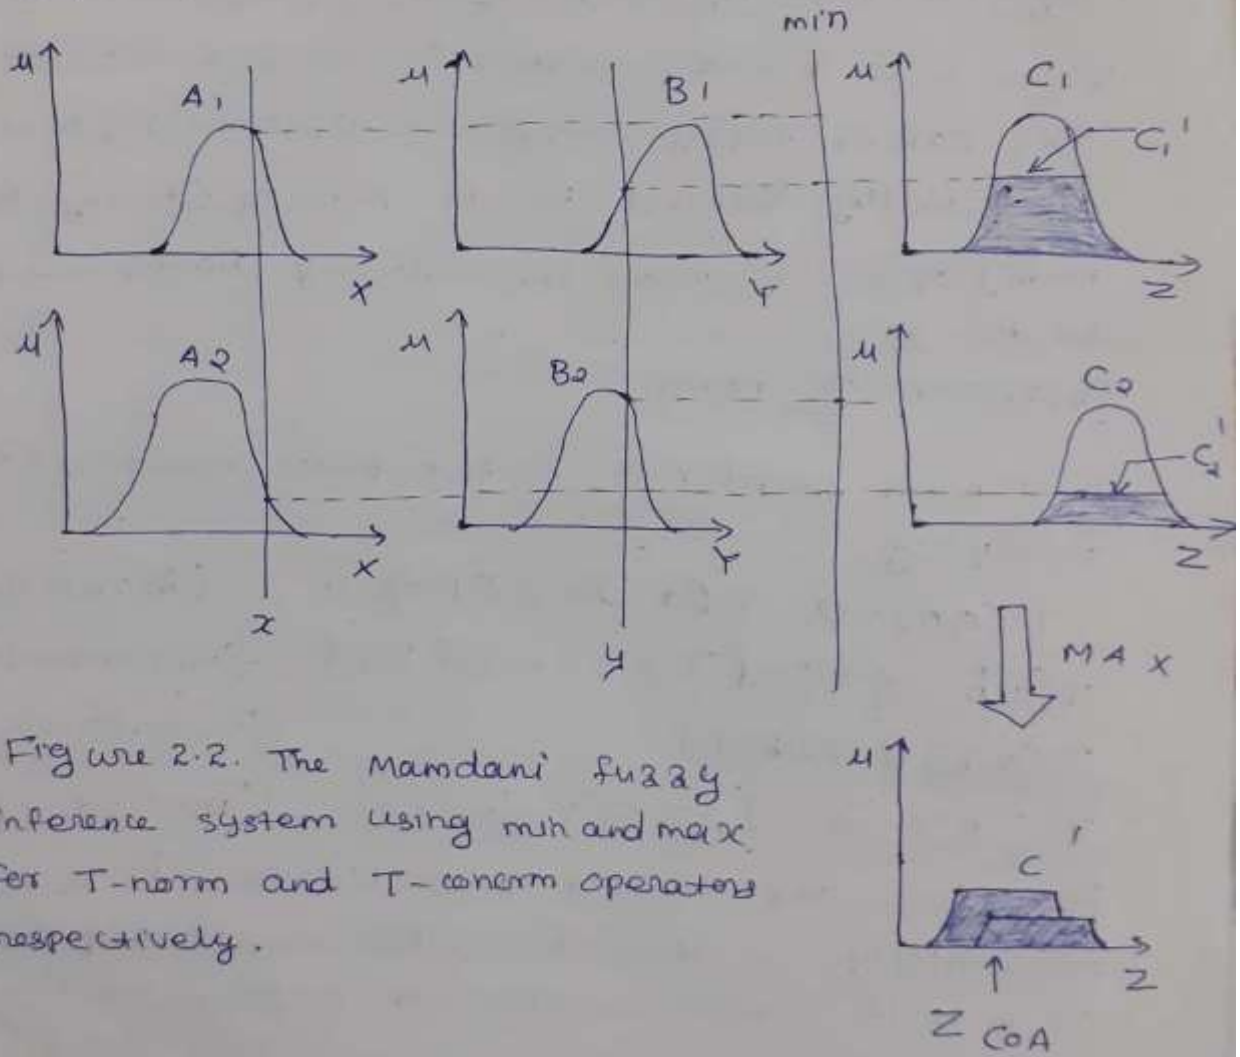 min
μ A1 μ B1 μ C1
C1'
X Y Z
μ A2 μ B2 μ C2
C2'
X Y Z
x y
MAX
μ
C'
Z
Z COA
Figure 2.2. The Mamdani fuzzy
inference system using min and max
for T-norm and T-conorm operators
respectively.